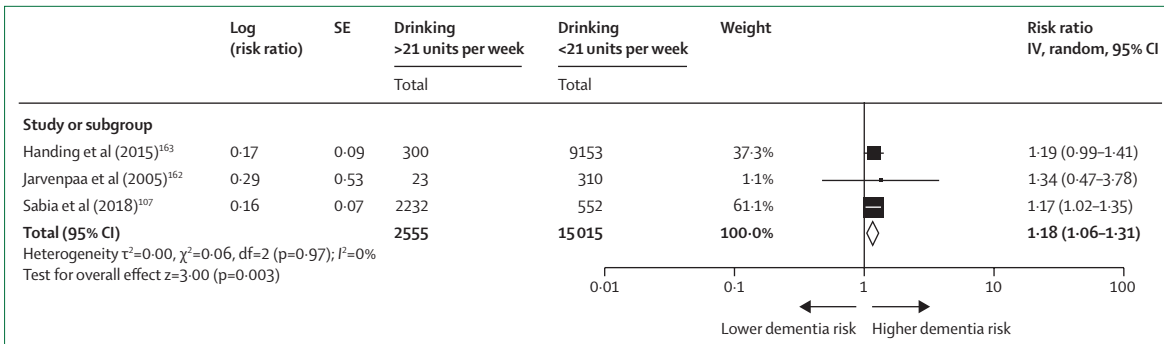 Log SE Drinking Drinking Weight Risk ratio
(risk ratio) >21 units per week <21 units per week IV, random, 95% CI
Total Total
Study or subgroup
Handing et al (2015)¹⁶³ 0·17 0·09 300 9153 37·3% 1·19 (0·99–1·41)
Jarvenpaa et al (2005)¹⁶² 0·29 0·53 23 310 1·1% 1·34 (0·47–3·78)
Sabia et al (2018)¹⁰⁷ 0·16 0·07 2232 552 61·1% 1·17 (1·02–1·35)
Total (95% CI) 2555 15 015 100·0% 1·18 (1·06–1·31)
Heterogeneity τ²=0·00, χ²=0·06, df=2 (p=0·97); I²=0%
Test for overall effect z=3·00 (p=0·003)
0·01 0·1 1 10 100
Lower dementia risk Higher dementia risk